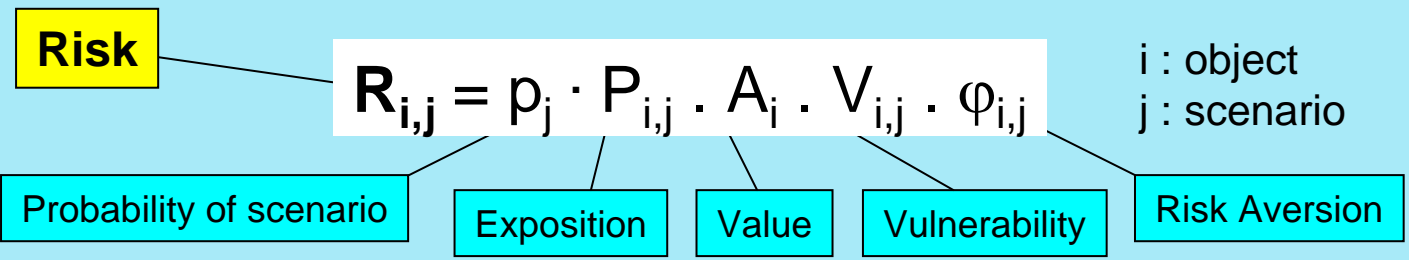 Risk
R_{i,j} = p_j · P_{i,j} . A_i . V_{i,j} . φ_{i,j}
i : object
j : scenario
Probability of scenario
Exposition
Value
Vulnerability
Risk Aversion